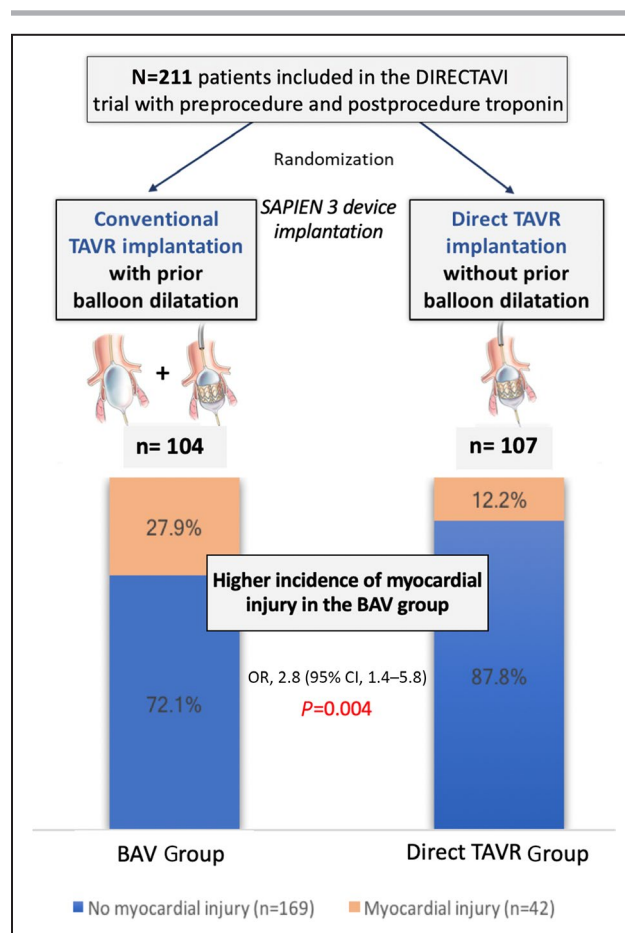 N=211 patients included in the DIRECTAVI
trial with preprocedure and postprocedure troponin
Randomization
SAPIEN 3 device
implantation
Conventional
TAVR implantation
with prior
balloon dilatation
Direct TAVR
implantation
without prior
balloon dilatation
+
n= 104
n= 107
27.9%
12.2%
Higher incidence of myocardial
injury in the BAV group
OR, 2.8 (95% CI, 1.4–5.8)
P=0.004
72.1%
87.8%
BAV Group
Direct TAVR Group
No myocardial injury (n=169)
Myocardial injury (n=42)